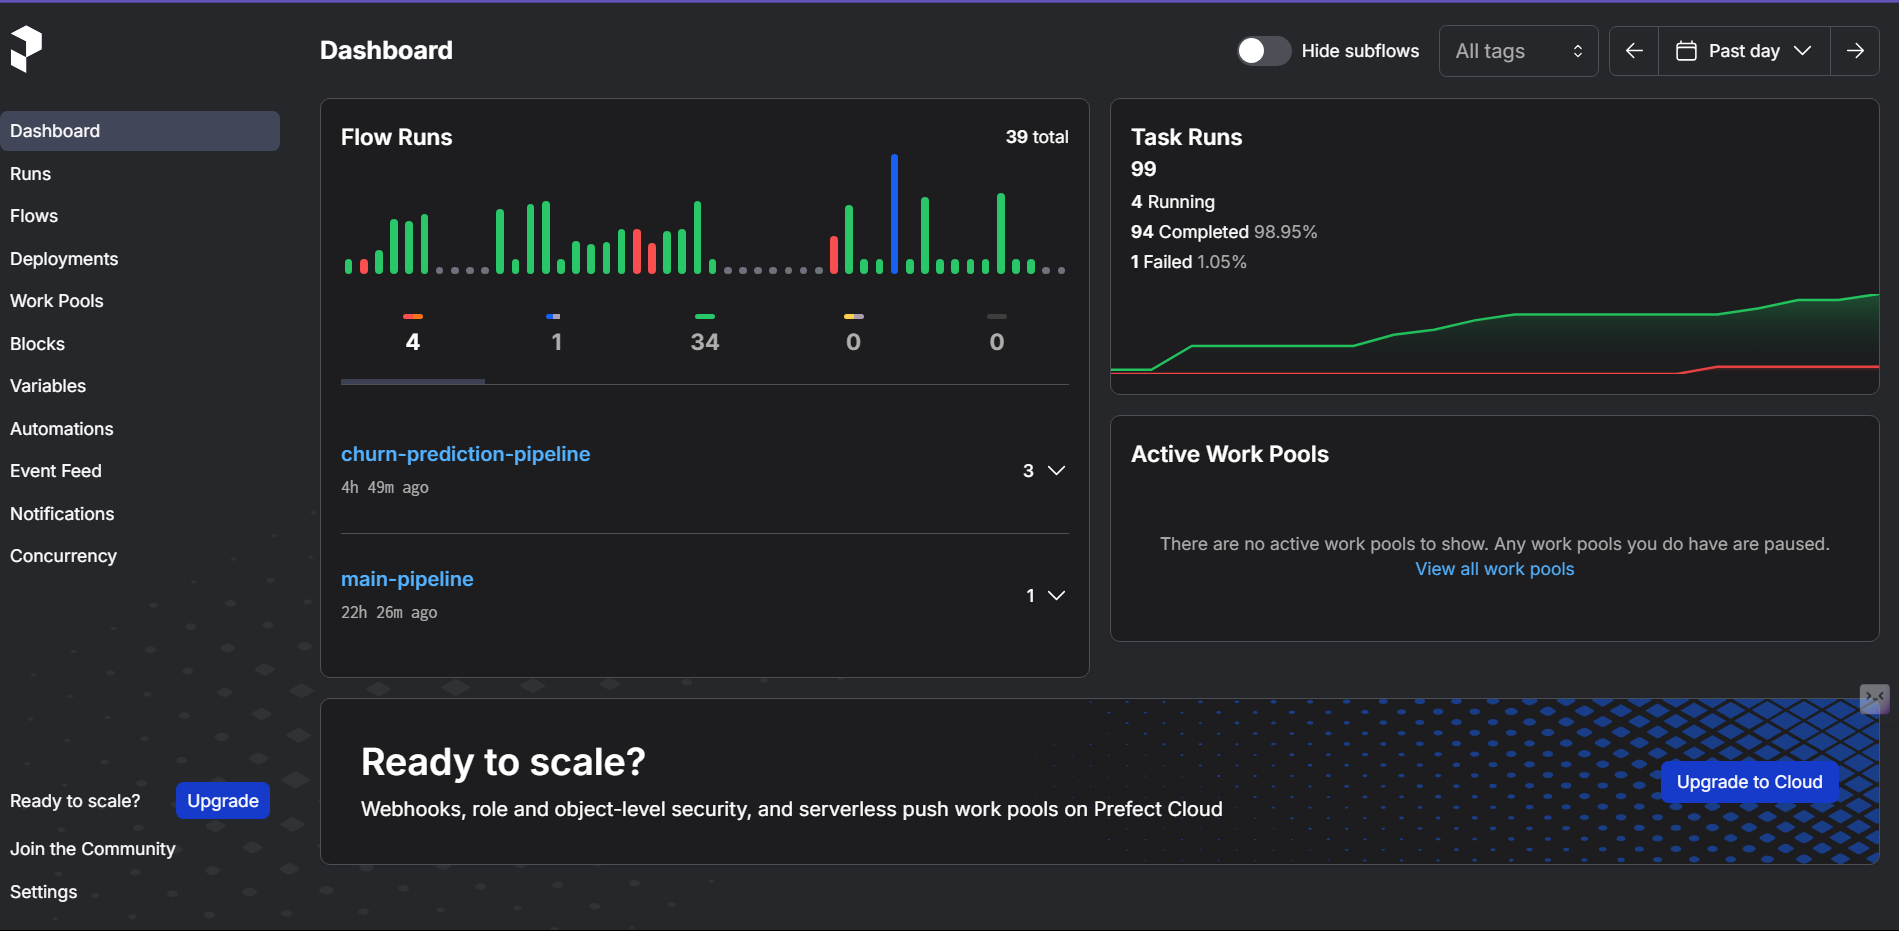 Dashboard
Hide subflows
All tags
Past day
Dashboard
Runs
Flows
Deployments
Work Pools
Blocks
Variables
Automations
Event Feed
Notifications
Concurrency
Ready to scale?
Upgrade
Join the Community
Settings
Flow Runs
39 total
4
1
34
0
0
churn-prediction-pipeline
3
4h 49m ago
main-pipeline
1
22h 26m ago
Task Runs
99
4 Running
94 Completed 98.95%
1 Failed 1.05%
Active Work Pools
There are no active work pools to show. Any work pools you do have are paused.
View all work pools
Ready to scale?
Webhooks, role and object-level security, and serverless push work pools on Prefect Cloud
Upgrade to Cloud